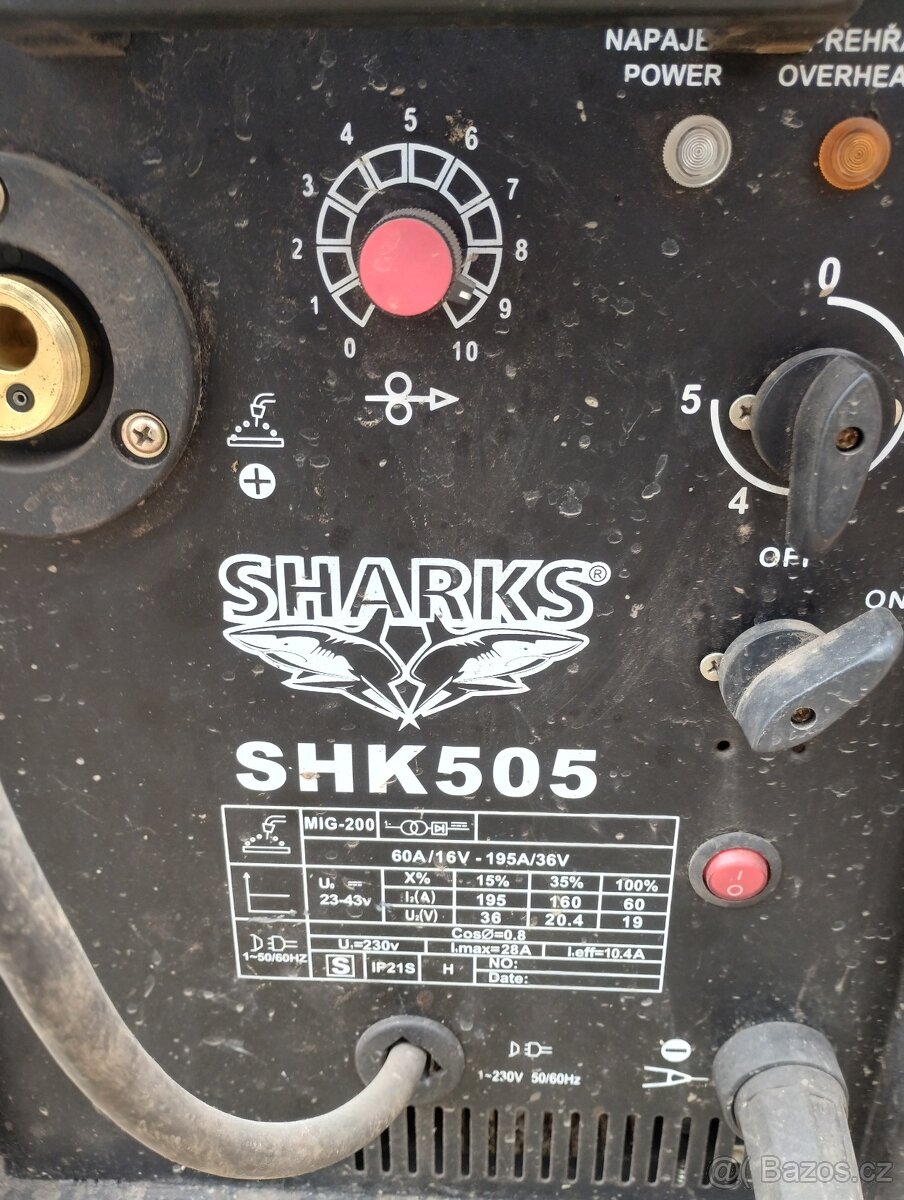 NAPAJE PŘEHŘA
POWER OVERHEA
0 1 2 3 4 5 6 7 8 9 10
0
5
4
OFF
ON
SHARKS®
SHK505
MIG-200
60A/16V - 195A/36V
U₀ 23-43v
X% 15% 35% 100%
I₂(A) 195 160 60
U₂(V) 36 20.4 19
CosØ=0.8
1~50/60HZ
U₁=230v I₁max=28A I₁eff=10.4A
S IP21S H NO:
Date:
1~230V 50/60Hz
Bazos.cz